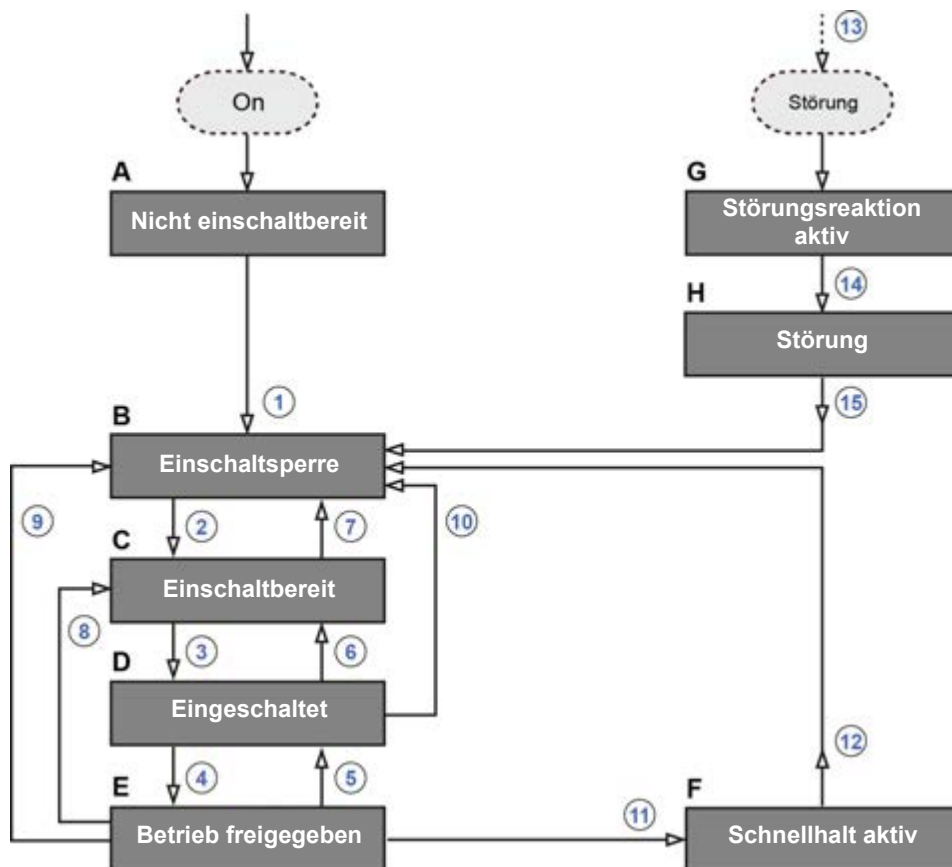 13
On
Störung
A
G
Nicht einschaltbereit
Störungsreaktion
aktiv
14
H
Störung
1
15
B
Einschaltsperre
9
2
7
10
C
Einschaltbereit
8
3
6
D
Eingeschaltet
4
5
12
E
F
11
Betrieb freigegeben
Schnellhalt aktiv